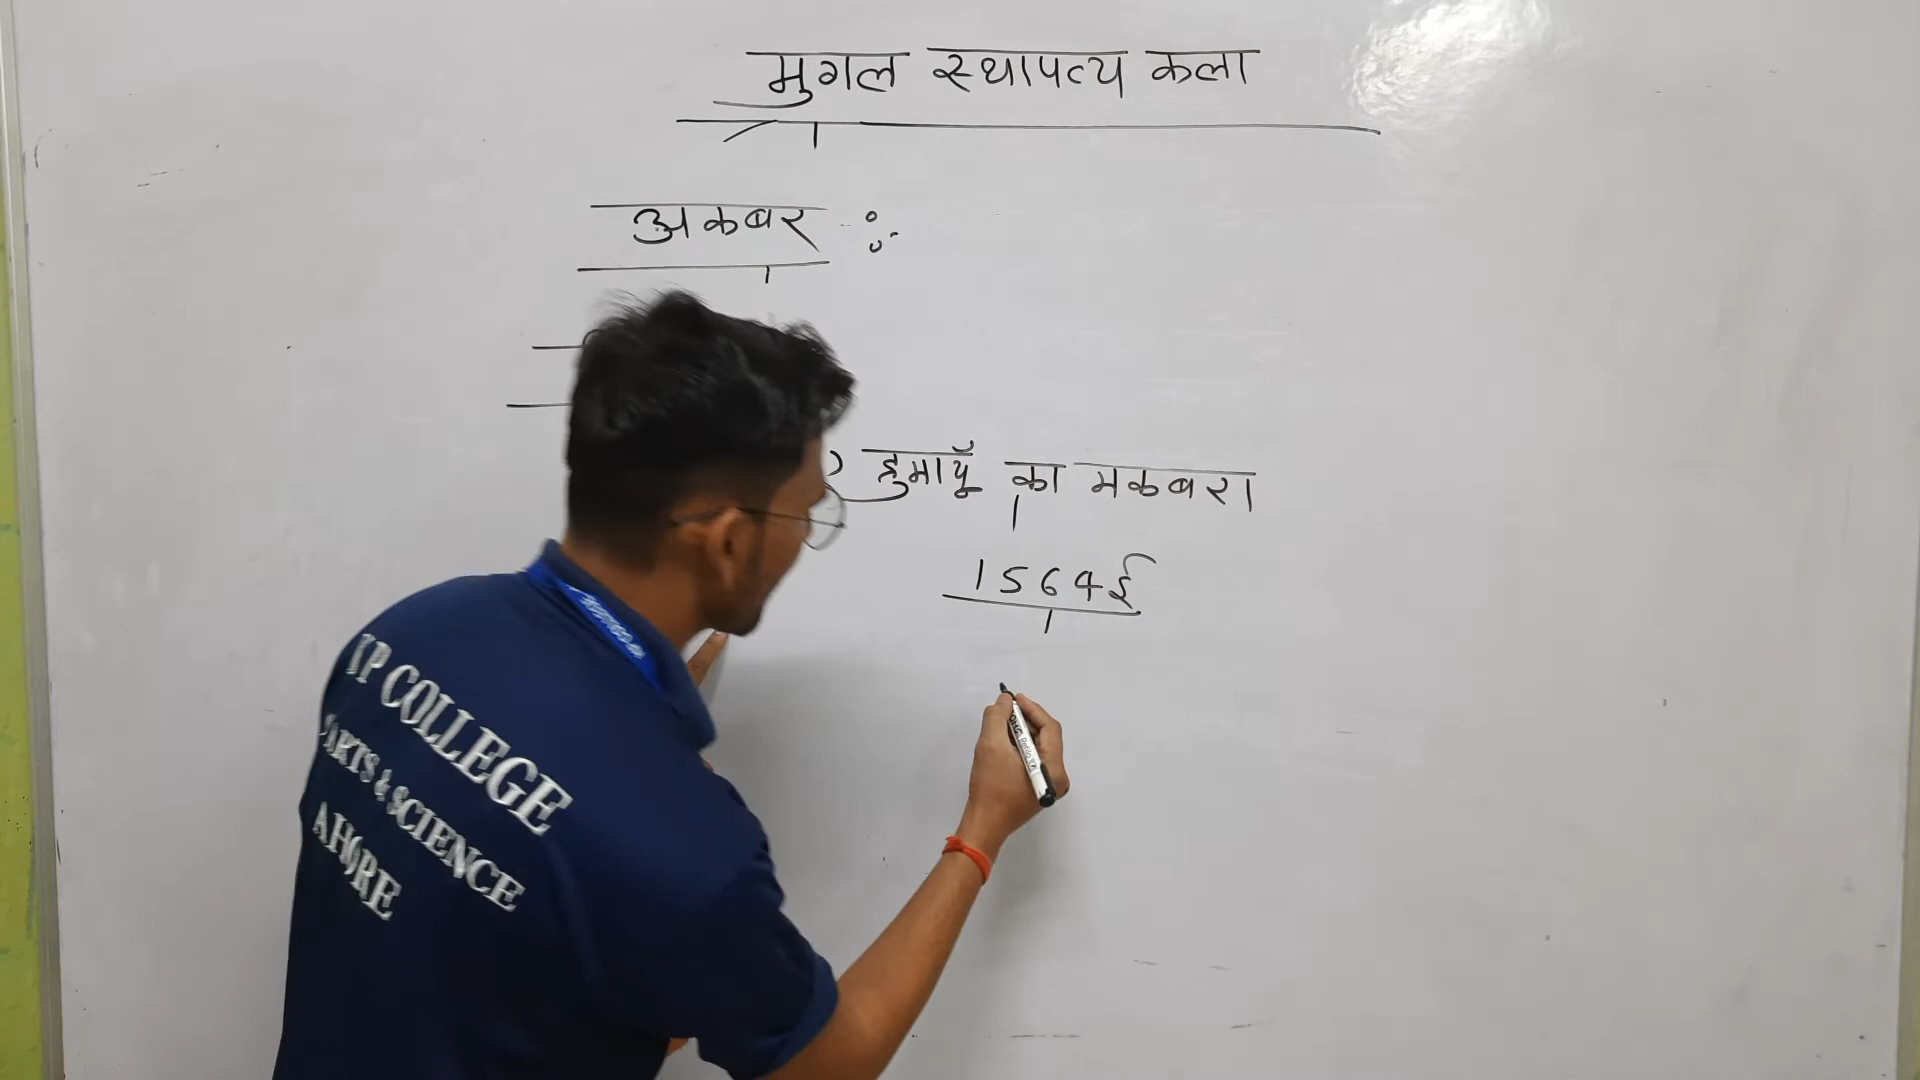 मुगल स्थापत्य कला
अकबर :-
हुमायूँ का मकबरा
1564ई
COLLEGE
ARTS & SCIENCE
AHORE